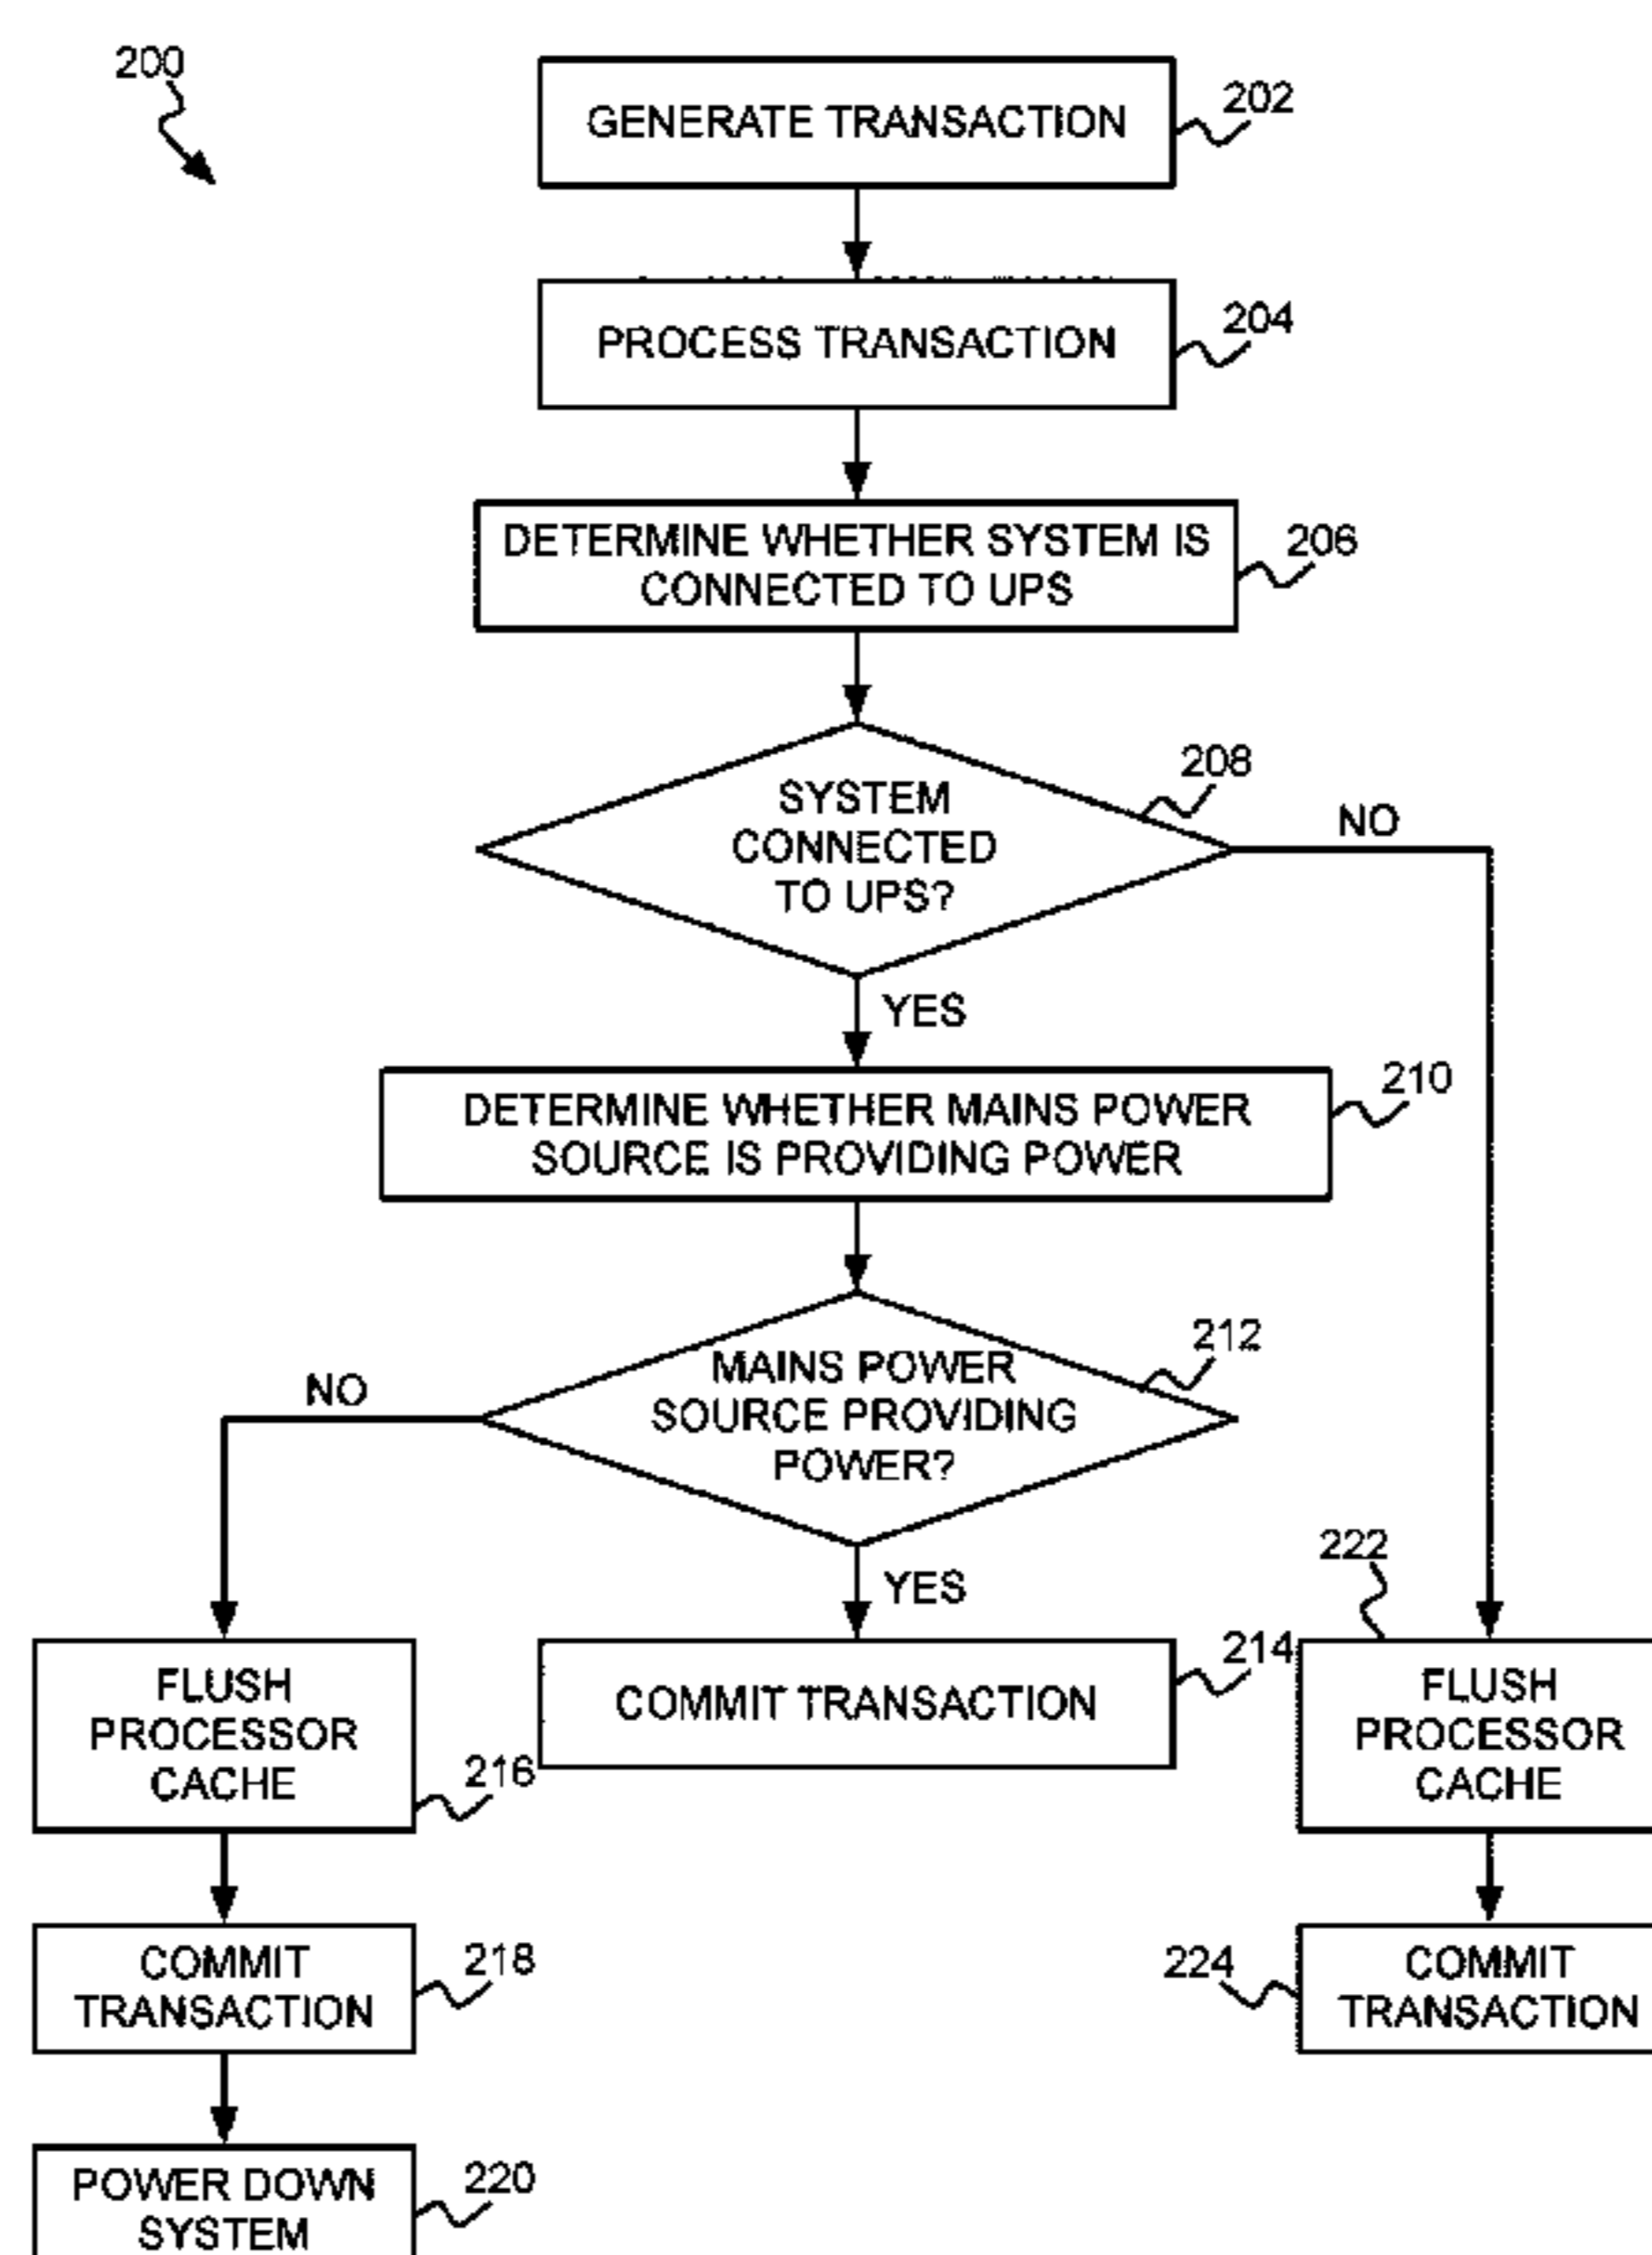 200
GENERATE TRANSACTION
202
PROCESS TRANSACTION
204
DETERMINE WHETHER SYSTEM IS
CONNECTED TO UPS
206
SYSTEM
CONNECTED
TO UPS?
208
NO
YES
DETERMINE WHETHER MAINS POWER
SOURCE IS PROVIDING POWER
210
MAINS POWER
SOURCE PROVIDING
POWER?
212
NO
YES
FLUSH
PROCESSOR
CACHE
216
COMMIT TRANSACTION
214
222
FLUSH
PROCESSOR
CACHE
COMMIT
TRANSACTION
218
224
COMMIT
TRANSACTION
POWER DOWN
SYSTEM
220